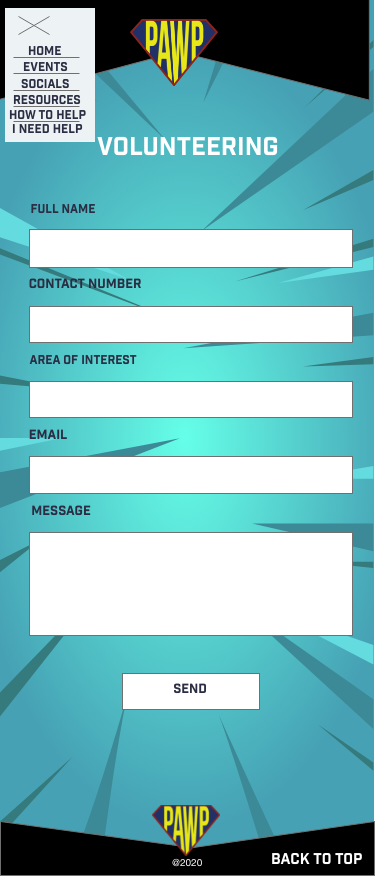 HOME
EVENTS
SOCIALS
RESOURCES
HOW TO HELP
I NEED HELP
PAWP
VOLUNTEERING
FULL NAME
CONTACT NUMBER
AREA OF INTEREST
EMAIL
MESSAGE
SEND
PAWP
@2020
BACK TO TOP